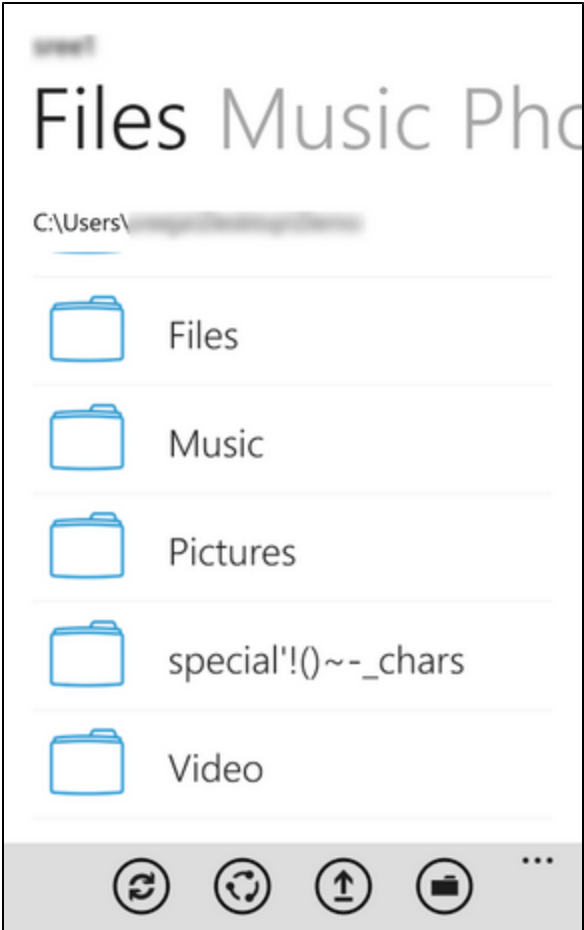 Files Music Pho
C:\Users\
Files
Music
Pictures
special'!()~-_chars
Video